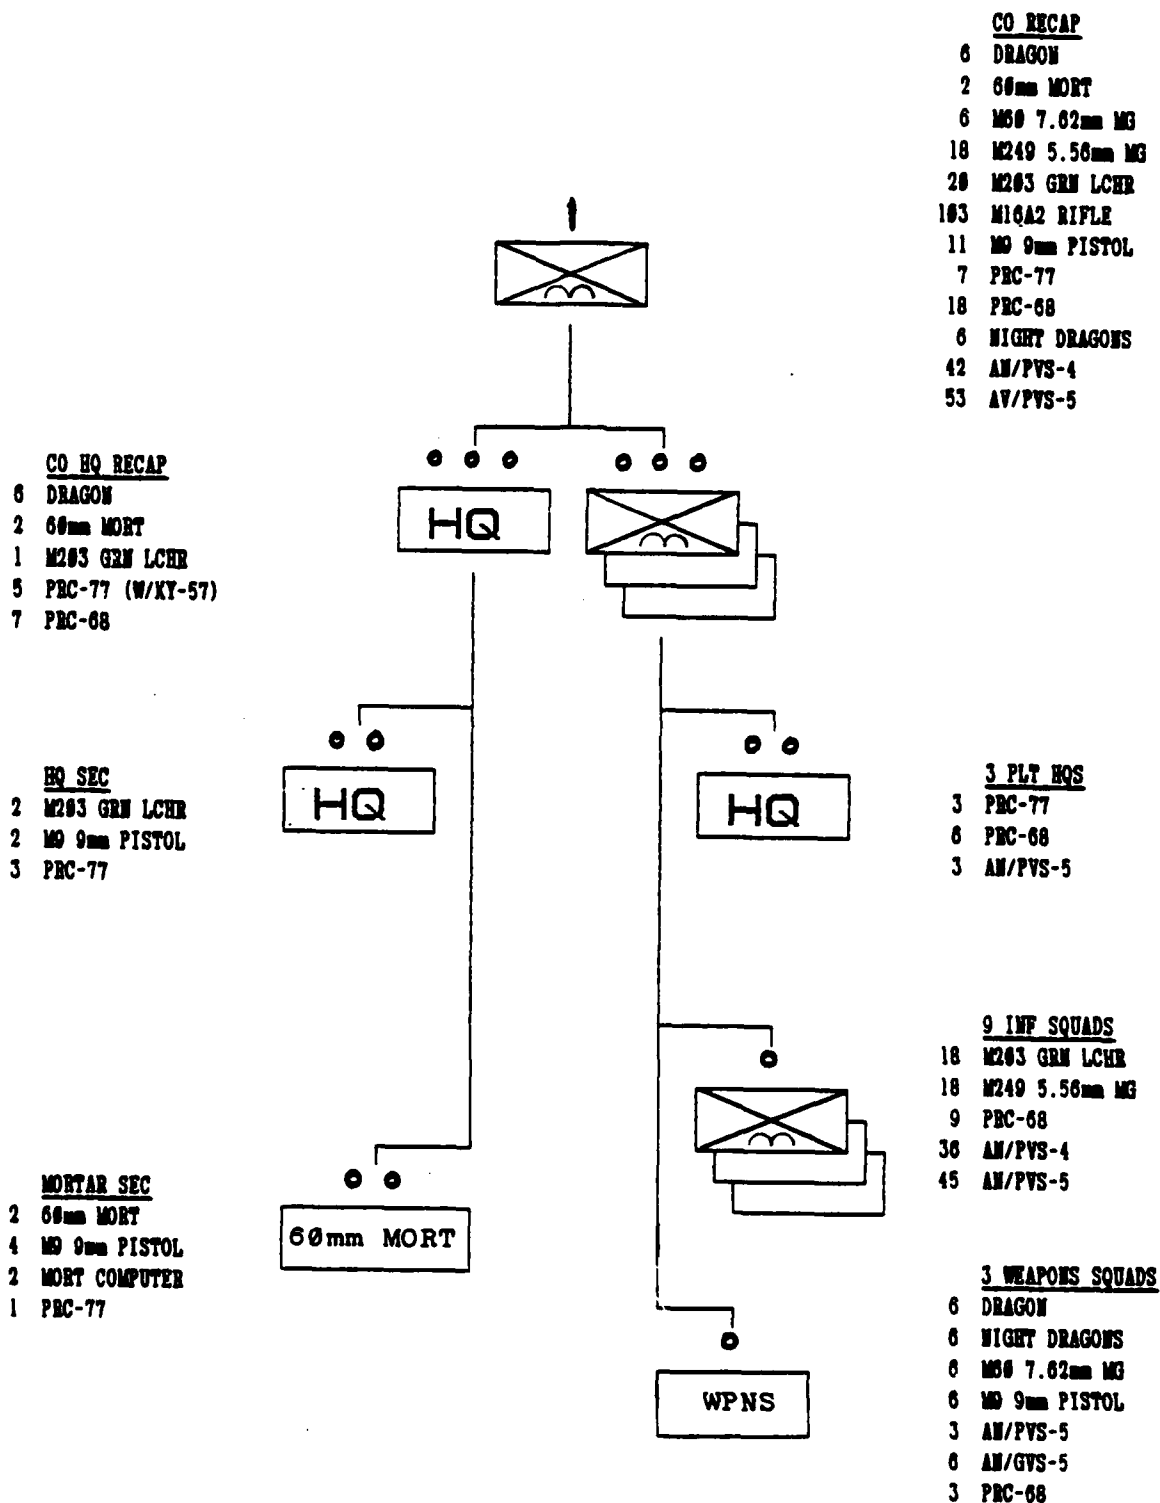 CO RECAP
6 DRAGON
2 60mm MORT
6 M60 7.62mm MG
18 M249 5.56mm MG
20 M203 GRN LCHR
103 M16A2 RIFLE
11 M9 9mm PISTOL
7 PRC-77
18 PRC-68
6 NIGHT DRAGONS
42 AN/PVS-4
53 AV/PVS-5
CO HQ RECAP
6 DRAGON
2 60mm MORT
1 M203 GRN LCHR
5 PRC-77 (W/KY-57)
7 PRC-68
HQ
HQ SEC
2 M203 GRN LCHR
2 M9 9mm PISTOL
3 PRC-77
HQ
HQ
3 PLT HQS
3 PRC-77
6 PRC-68
3 AN/PVS-5
9 INF SQUADS
18 M203 GRN LCHR
18 M249 5.56mm MG
9 PRC-68
36 AN/PVS-4
45 AN/PVS-5
MORTAR SEC
2 60mm MORT
4 M9 9mm PISTOL
2 MORT COMPUTER
1 PRC-77
60mm MORT
3 WEAPONS SQUADS
6 DRAGON
6 NIGHT DRAGONS
6 M60 7.62mm MG
6 M9 9mm PISTOL
3 AN/PVS-5
6 AN/GVS-5
3 PRC-68
WPNS